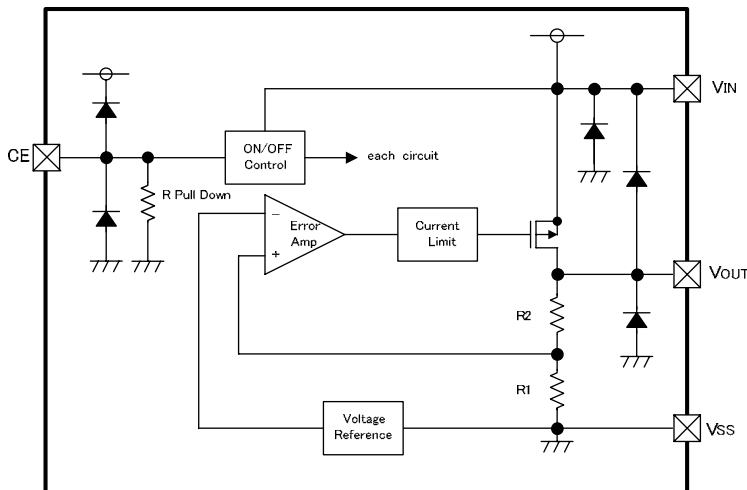 VIN
CE
ON/OFF
Control
each circuit
R Pull Down
−
Error
Amp
+
Current
Limit
VOUT
R2
R1
Voltage
Reference
VSS